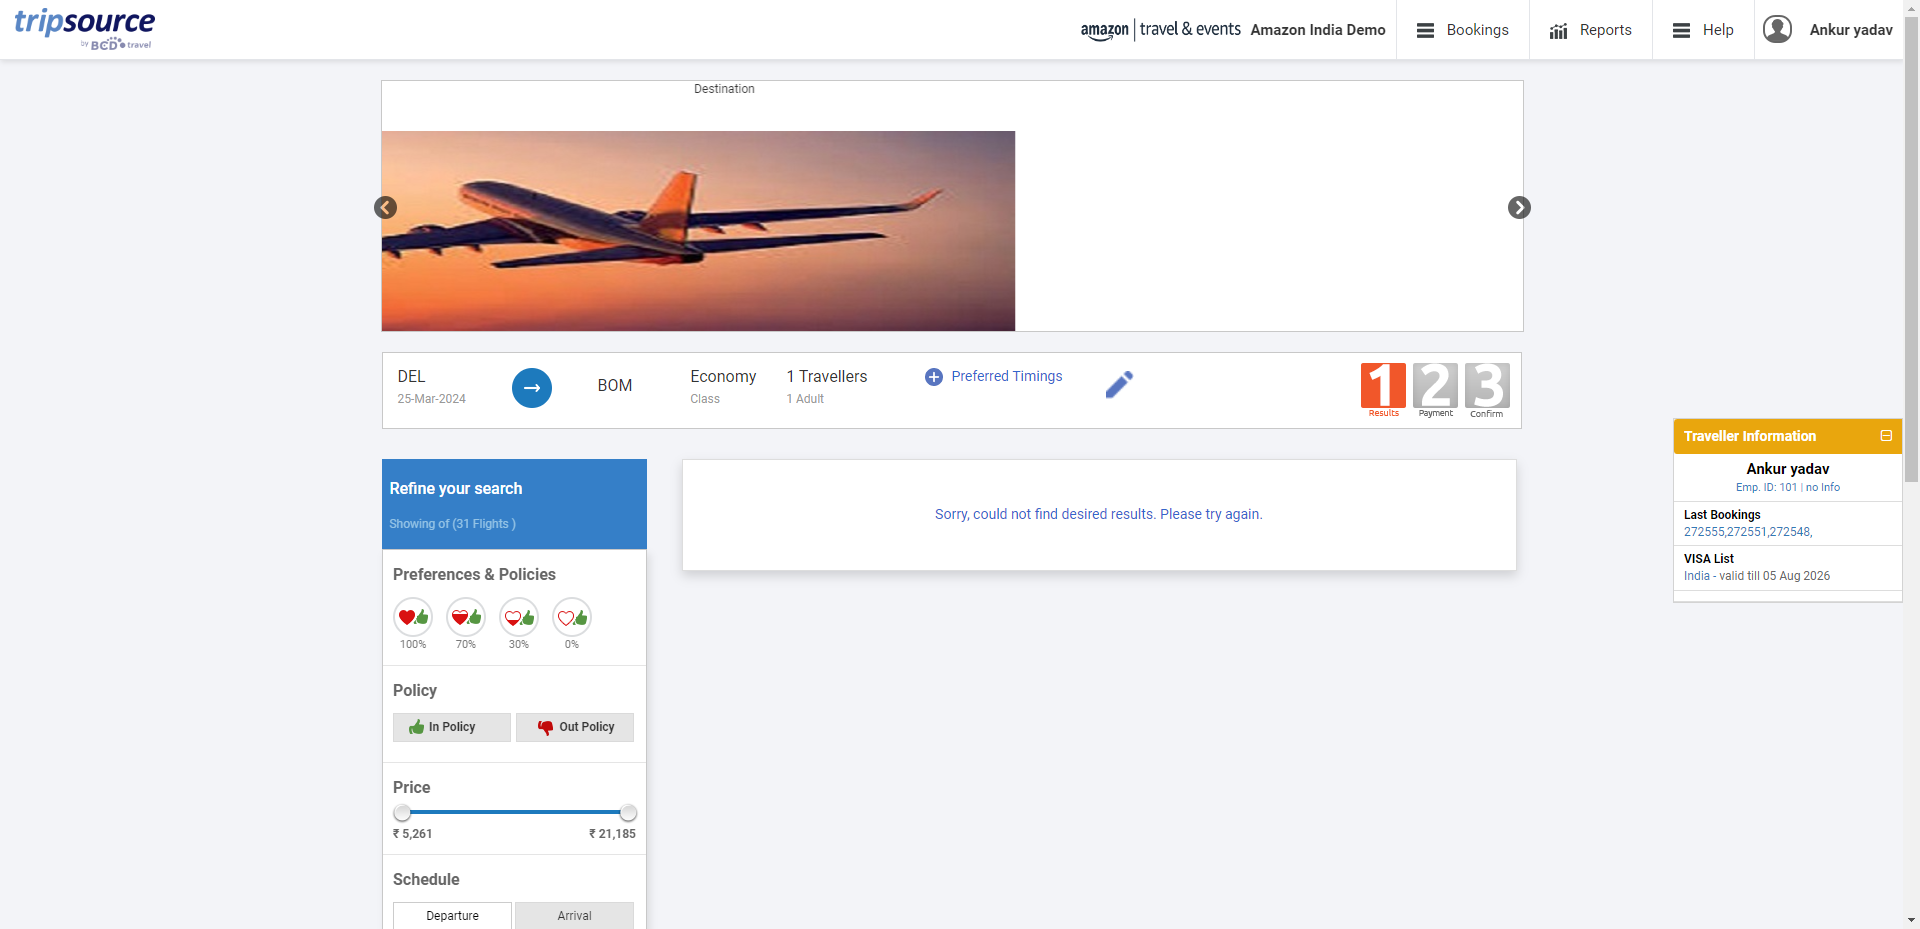 tripsource
by BCD travel
amazon | travel & events Amazon India Demo
Bookings
Reports
Help
Ankur yadav
Destination
DEL
25-Mar-2024
BOM
Economy
Class
1 Travellers
1 Adult
Preferred Timings
1 Results
2 Payment
3 Confirm
Traveller Information
Ankur yadav
Emp. ID: 101 | no Info
Last Bookings
272555,272551,272548,
VISA List
India - valid till 05 Aug 2026
Refine your search
Showing of (31 Flights )
Sorry, could not find desired results. Please try again.
Preferences & Policies
100% 70% 30% 0%
Policy
In Policy Out Policy
Price
₹ 5,261 ₹ 21,185
Schedule
Departure Arrival